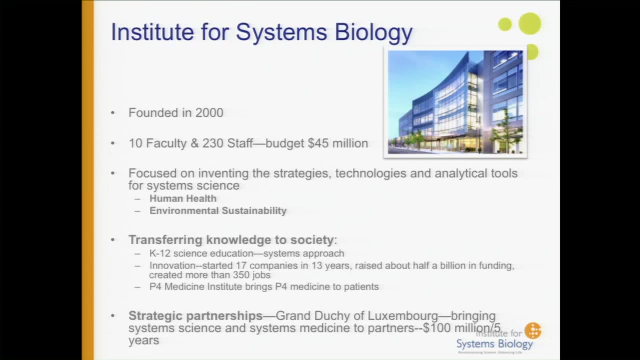 Institute for Systems Biology
• Founded in 2000
• 10 Faculty & 230 Staff—budget $45 million
• Focused on inventing the strategies, technologies and analytical tools
for systems science
– Human Health
– Environmental Sustainability
• Transferring knowledge to society:
– K-12 science education—systems approach
– Innovation--started 17 companies in 13 years, raised about half a billion in funding,
created more than 350 jobs
– P4 Medicine Institute brings P4 medicine to patients
• Strategic partnerships—Grand Duchy of Luxembourg—bringing
systems science and systems medicine to partners--$100 million/5
years
Institute for
Systems Biology